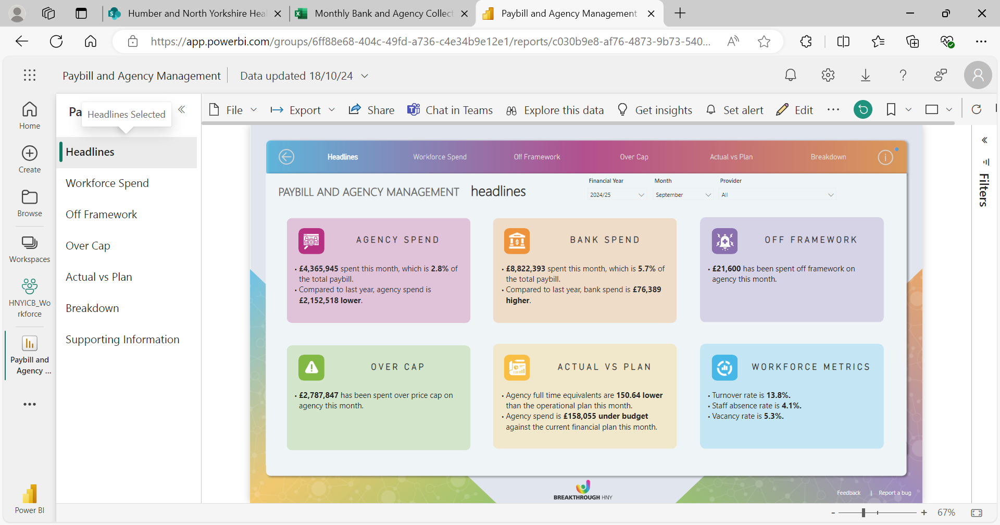 Humber and North Yorkshire Heal
Monthly Bank and Agency Collect
Paybill and Agency Management
https://app.powerbi.com/groups/6ff88e68-404c-49fd-a736-c4e34b9e12e1/reports/c030b9e8-af76-4873-9b73-540...
Paybill and Agency Management
Data updated 18/10/24
Pa
Headlines Selected
File
Export
Share
Chat in Teams
Explore this data
Get insights
Set alert
Edit
Home
Create
Browse
Workspaces
HNYICB_Wo
rkforce
Paybill and
Agency ...
Power BI
Headlines
Workforce Spend
Off Framework
Over Cap
Actual vs Plan
Breakdown
Supporting Information
Headlines
Workforce Spend
Off Framework
Over Cap
Actual vs Plan
Breakdown
PAYBILL AND AGENCY MANAGEMENT headlines
Financial Year
2024/25
Month
September
Provider
All
AGENCY SPEND
• £4,365,945 spent this month, which is 2.8% of
the total paybill.
• Compared to last year, agency spend is
£2,152,518 lower.
BANK SPEND
• £8,822,393 spent this month, which is 5.7% of
the total paybill.
• Compared to last year, bank spend is £76,389
higher.
OFF FRAMEWORK
• £21,600 has been spent off framework on
agency this month.
OVER CAP
• £2,787,847 has been spent over price cap on
agency this month.
ACTUAL VS PLAN
• Agency full time equivalents are 150.64 lower
than the operational plan this month.
• Agency spend is £158,055 under budget
against the current financial plan this month.
WORKFORCE METRICS
• Turnover rate is 13.8%.
• Staff absence rate is 4.1%.
• Vacancy rate is 5.3%.
BREAKTHROUGH HNY
Feedback | Report a bug
Filters
- + 67%